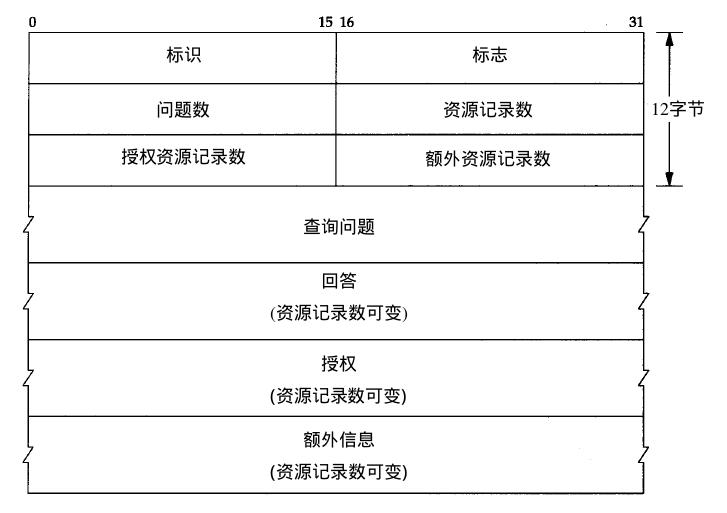 0 15 16 31
标识 标志
问题数 资源记录数 12字节
授权资源记录数 额外资源记录数
查询问题
回答
(资源记录数可变)
授权
(资源记录数可变)
额外信息
(资源记录数可变)